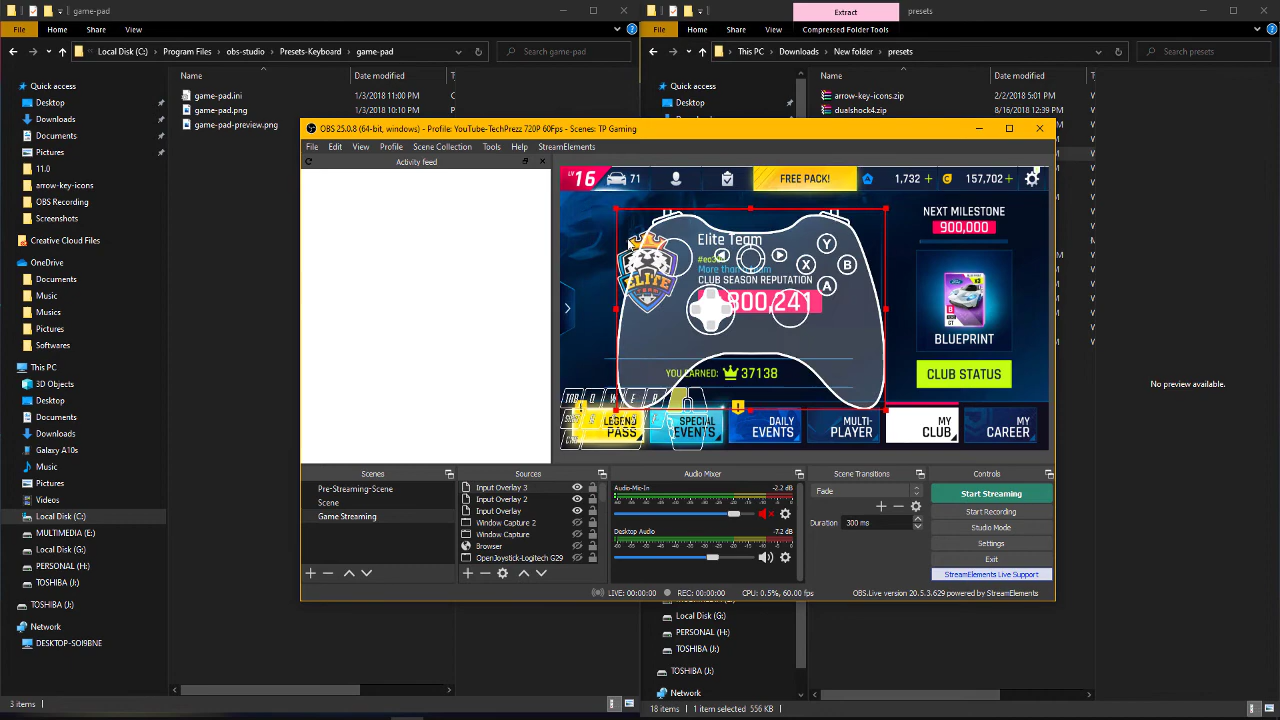 game-pad
File
Home
Share
View
Local Disk (C:)
Program Files
obs-studio
Presets-Keyboard
game-pad
Search game-pad
Name
Date modified
T
Quick access
Desktop
Downloads
Documents
Pictures
11.0
arrow-key-icons
OBS Recording
Screenshots
Creative Cloud Files
OneDrive
Documents
Music
Musics
Pictures
Softwares
This PC
3D Objects
Desktop
Documents
Downloads
Galaxy A10s
Music
Pictures
Videos
Local Disk (C:)
MULTIMEDIA (E:)
Local Disk (G:)
PERSONAL (H:)
TOSHIBA (J:)
TOSHIBA (J:)
Network
DESKTOP-SOI9BNE
game-pad.ini 1/3/2018 11:00 PM C
game-pad.png 1/3/2018 10:10 PM
game-pad-preview.png 1/3/2018 11:00 PM
3 items
Extract
presets
File
Home
Share
View
Compressed Folder Tools
This PC
Downloads
New folder
presets
Search presets
Quick access
Desktop
Name
Date modified
arrow-key-icons.zip 2/2/2018 5:01 PM
dualshock4.zip 8/16/2018 12:39 PM
No preview available.
Local Disk (G:)
PERSONAL (H:)
TOSHIBA (J:)
TOSHIBA (J:)
Network
18 items
1 item selected 556 KB
OBS 25.0.8 (64-bit, windows) - Profile: YouTube-TechPrezz 720P 60Fps - Scenes: TP Gaming
File Edit View Profile Scene Collection Tools Help StreamElements
Activity feed
LV 16
71
FREE PACK!
1,732 +
157,702 +
Elite Team
CLUB SEASON REPUTATION
800,241
YOU EARNED: 37138
Y
X
B
A
ELITE
TEAM
NEXT MILESTONE
900,000
BLUEPRINT
CLUB STATUS
LEGEND
PASS
SPECIAL
EVENTS
DAILY
EVENTS
MULTI-
PLAYER
MY
CLUB
MY
CAREER
Scenes
Pre-Streaming-Scene
Scene
Game Streaming
Sources
Input Overlay 3
Input Overlay 2
Input Overlay
Window Capture 2
Window Capture
Browser
OpenJoystick-Logitech G29
Audio Mixer
Audio-Mic-In -2.2 dB
Desktop Audio -7.2 dB
Scene Transitions
Fade
Duration 300 ms
Controls
Start Streaming
Start Recording
Studio Mode
Settings
Exit
StreamElements Live Support
LIVE: 00:00:00
REC: 00:00:00
CPU: 0.5%, 60.00 fps
OBS.Live version 20.5.3.629 powered by StreamElements